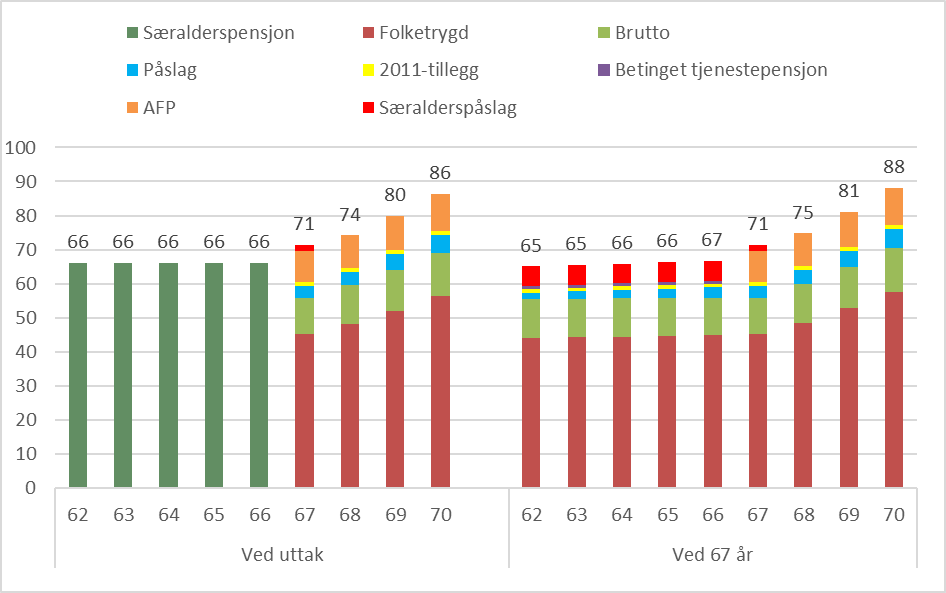 Særalderspensjon Folketrygd Brutto
Påslag 2011-tillegg Betinget tjenestepensjon
AFP Særalderspåslag
100
90
80
70
60
50
40
30
20
10
0
66 66 66 66 66 71 74 80 86 65 65 66 66 67 71 75 81 88
62 63 64 65 66 67 68 69 70 62 63 64 65 66 67 68 69 70
Ved uttak Ved 67 år